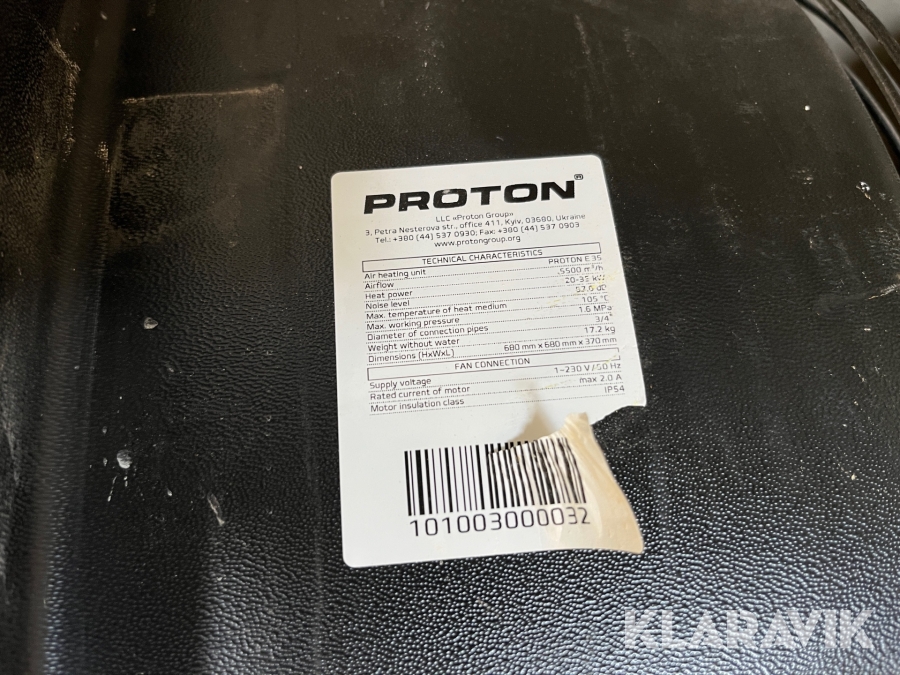 PROTON®
LLC «Proton Group»
3, Petra Nesterova str., office 411, Kyiv, 03680, Ukraine
Tel.: +380 (44) 537 0930; Fax: +380 (44) 537 0903
www.protongroup.org
TECHNICAL CHARACTERISTICS
Air heating unit PROTON E 35
Airflow 5500 m³/h
Heat power 20-35 kW
Noise level dB
Max. temperature of heat medium 105 °C
Max. working pressure 1.6 MPa
Diameter of connection pipes 3/4"
Weight without water 17.2 kg
Dimensions (HxWxL) 680 mm x 680 mm x 370 mm
FAN CONNECTION
Supply voltage 1~230 V/50 Hz
Rated current of motor max 2.0 A
Motor insulation class IP54
101003000032
KLARAVIK